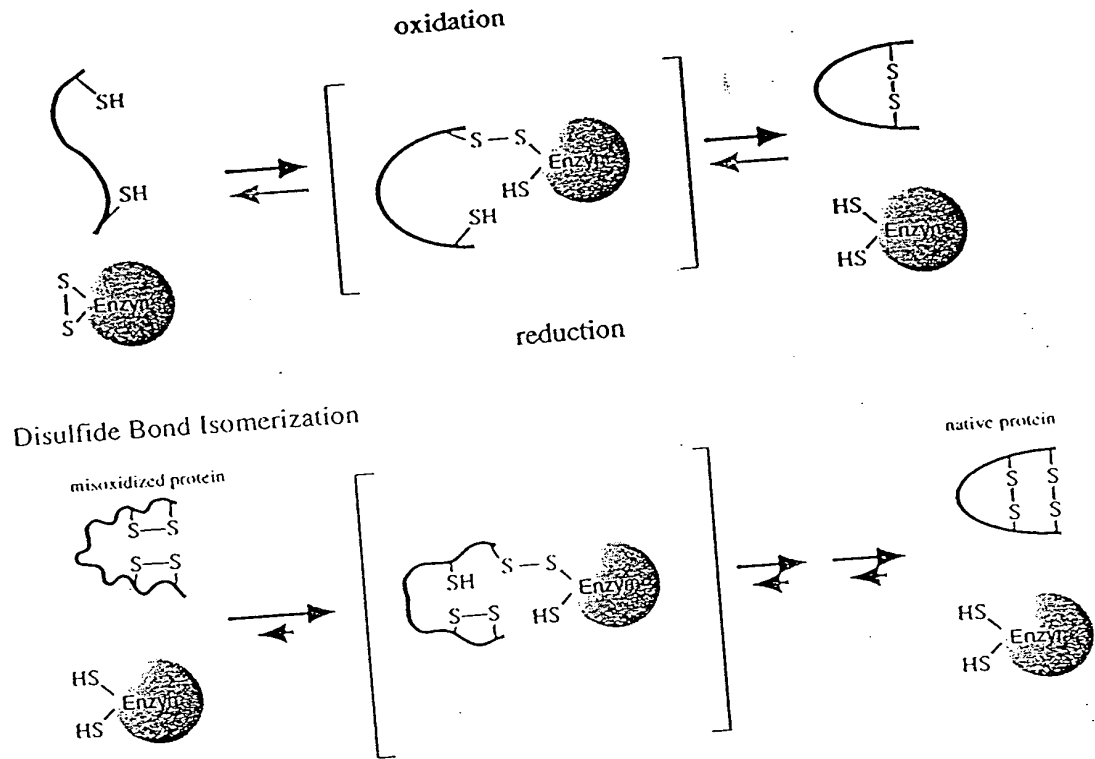 oxidation
SH
SH
S
S
Enzym
S — S
Enzym
HS
SH
S
S
HS
HS
Enzym
reduction
Disulfide Bond Isomerization
misoxidized protein
S—S
S—S
HS
HS
Enzym
SH
S — S
S—S
HS
Enzym
native protein
S S
S S
HS
HS
Enzym